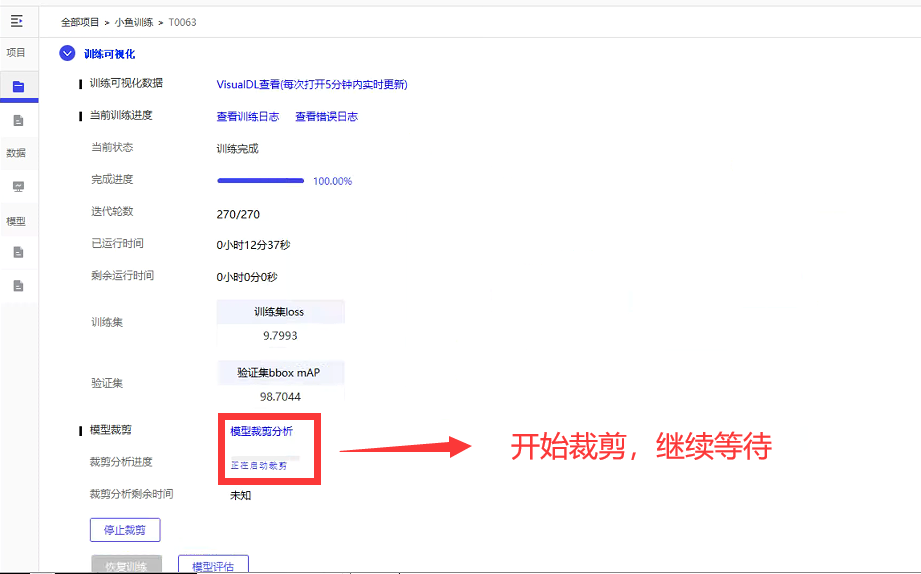 全部项目 > 小鱼训练 > T0063
项目
训练可视化
训练可视化数据 VisualDL查看(每次打开5分钟内实时更新)
当前训练进度 查看训练日志 查看错误日志
当前状态 训练完成
数据
完成进度 100.00%
迭代轮数 270/270
模型
已运行时间 0小时12分37秒
剩余运行时间 0小时0分0秒
训练集 训练集loss
9.7993
验证集 验证集bbox mAP
98.7044
模型裁剪 模型裁剪分析
开始裁剪，继续等待
裁剪分析进度 正在启动裁剪
裁剪分析剩余时间 未知
停止裁剪
恢复训练 模型评估